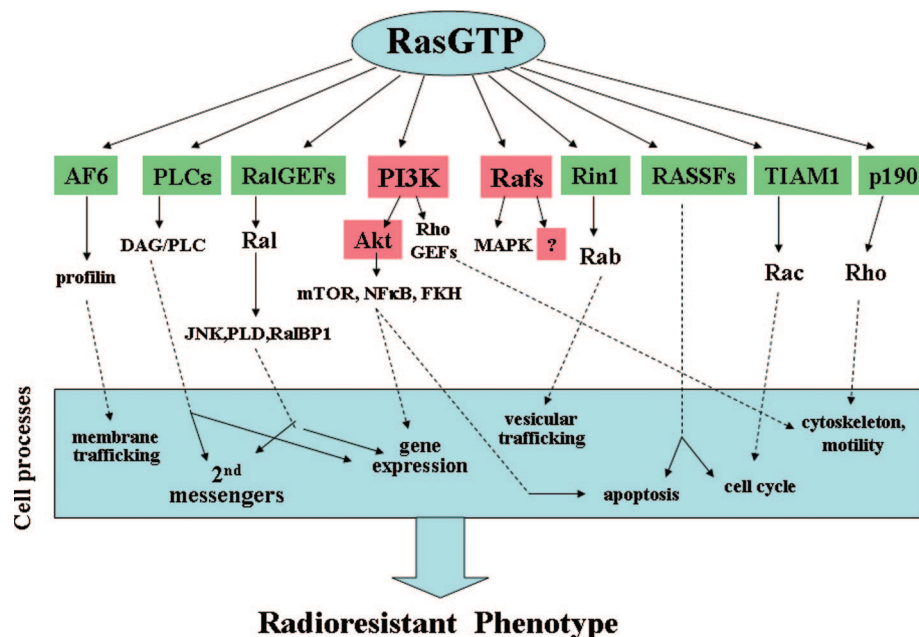 RasGTP
AF6 PLCε RalGEFs PI3K Rafs Rin1 RASSFs TIAM1 p190
DAG/PLC Ral Akt Rho GEFs MAPK ? Rab
profilin Rac Rho
mTOR, NFκB, FKH
JNK,PLD,RalBP1
Cell processes
membrane trafficking
2nd messengers
gene expression
vesicular trafficking
apoptosis
cell cycle
cytoskeleton, motility
Radioresistant Phenotype